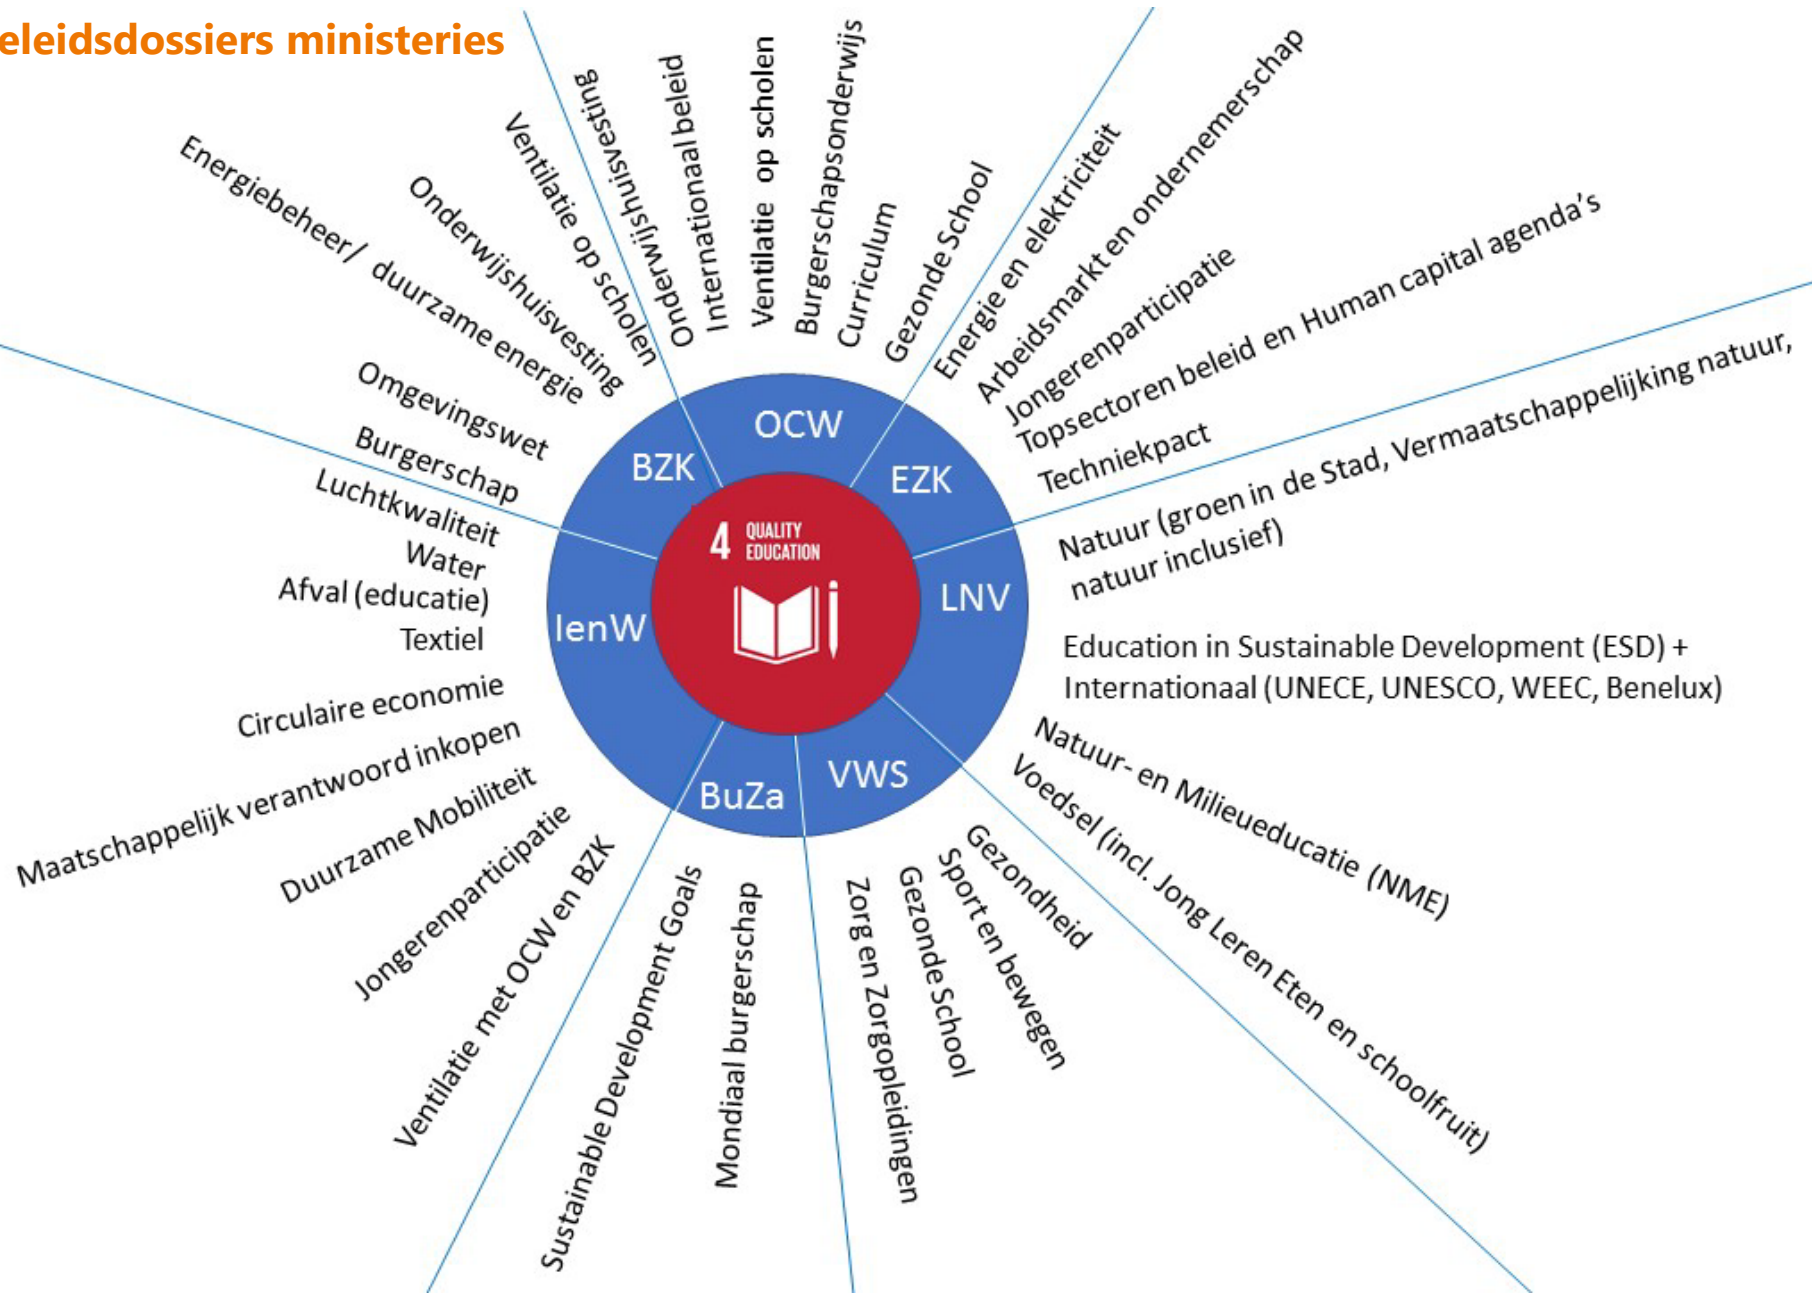 eleidsdossiers ministeries
OCW
Onderwijshuisvesting
Internationaal beleid
Ventilatie op scholen
Burgerschapsonderwijs
Curriculum
Gezonde School
EZK
Energie en elektriciteit
Arbeidsmarkt en ondernemerschap
Jongerenparticipatie
Topsectoren beleid en Human capital agenda’s
Techniekpact
LNV
Natuur (groen in de Stad, Vermaatschappelijking natuur,
natuur inclusief)
Education in Sustainable Development (ESD) +
Internationaal (UNECE, UNESCO, WEEC, Benelux)
Natuur- en Milieueducatie (NME)
Voedsel (incl. Jong Leren Eten en schoolfruit)
VWS
Gezondheid
Sport en bewegen
Gezonde School
Zorg en Zorgopleidingen
BuZa
Mondiaal burgerschap
Sustainable Development Goals
IenW
Ventilatie met OCW en BZK
Jongerenparticipatie
Duurzame Mobiliteit
Maatschappelijk verantwoord inkopen
Circulaire economie
Textiel
Afval (educatie)
Water
Luchtkwaliteit
BZK
Burgerschap
Omgevingswet
Energiebeheer/ duurzame energie
Onderwijshuisvesting
Ventilatie op scholen
4 QUALITY
EDUCATION